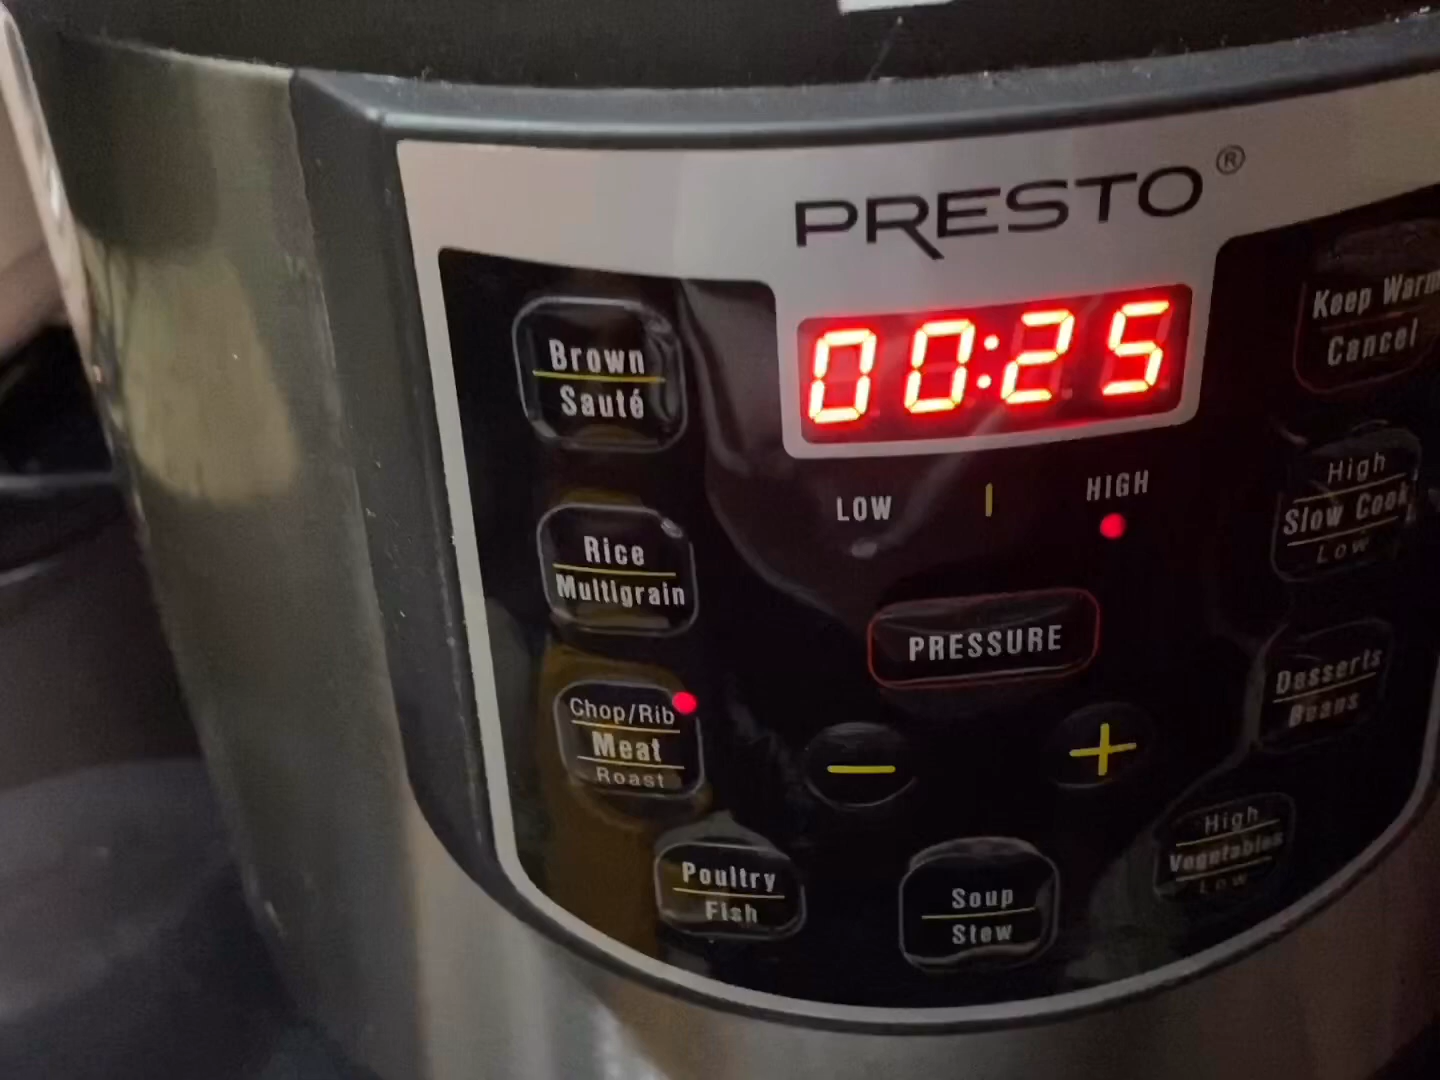 PRESTO®
00:25
Brown
Sauté
Keep Warm
Cancel
LOW
HIGH
High
Slow Cook
Low
Rice
Multigrain
PRESSURE
Chop/Rib
Meat
Roast
Desserts
Beans
Poultry
Fish
Soup
Stew
High
Vegetables
Low